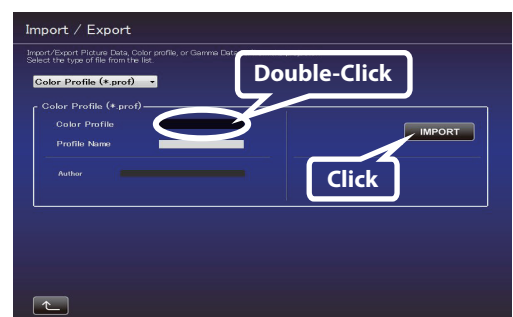 Import / Export
Import/Export Picture Data, Color profile, or Gamma Data
Select the type of file from the list.
Color Profile (*.prof)
Double-Click
Color Profile (*.prof)
Color Profile
IMPORT
Profile Name
Author
Click